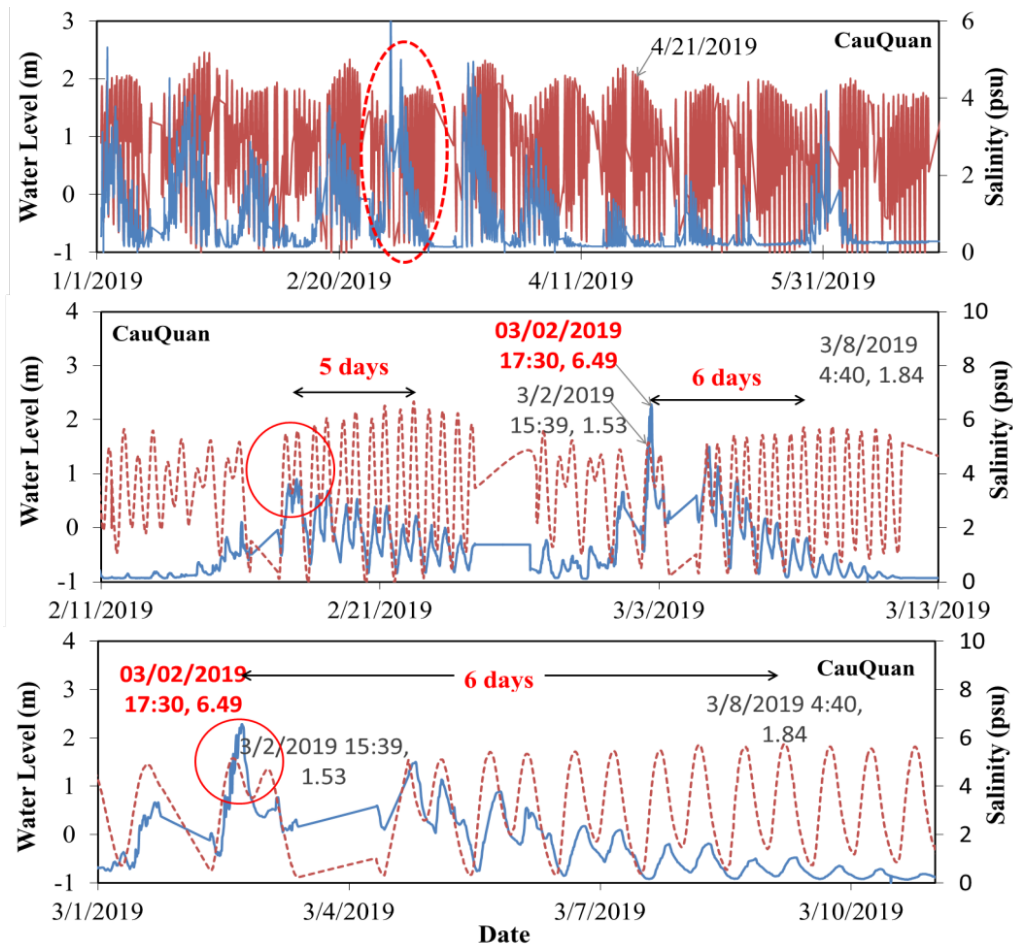 3
2
1
0
-1
Water Level (m)
4/21/2019
CauQuan
6
4
2
0
Salinity (psu)
1/1/2019 2/20/2019 4/11/2019 5/31/2019
4
3
2
1
0
-1
Water Level (m)
CauQuan
5 days
03/02/2019
17:30, 6.49
3/2/2019
15:39, 1.53
6 days
3/8/2019
4:40, 1.84
10
8
6
4
2
0
Salinity (psu)
2/11/2019 2/21/2019 3/3/2019 3/13/2019
4
3
2
1
0
-1
Water Level (m)
03/02/2019
17:30, 6.49
6 days
CauQuan
3/2/2019 15:39,
1.53
3/8/2019 4:40,
1.84
10
8
6
4
2
0
Salinity (psu)
3/1/2019 3/4/2019 3/7/2019 3/10/2019
Date